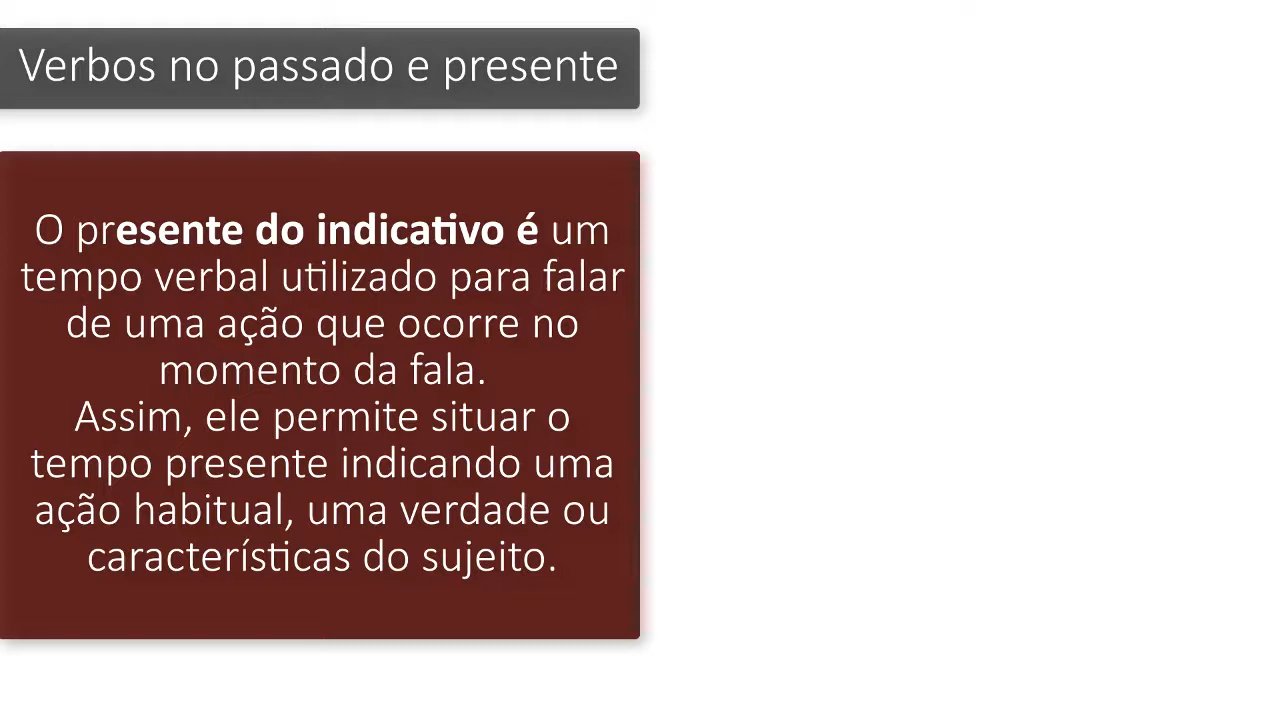 Verbos no passado e presente
O presente do indicativo é um
tempo verbal utilizado para falar
de uma ação que ocorre no
momento da fala.
Assim, ele permite situar o
tempo presente indicando uma
ação habitual, uma verdade ou
características do sujeito.